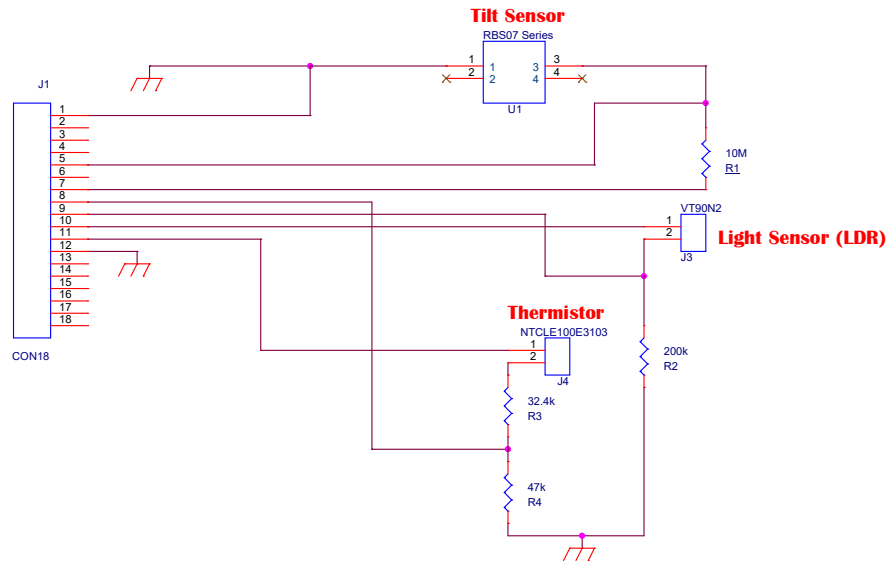 Tilt Sensor
RBS07 Series
1
2
1
2
3
4
3
4
U1
J1
1
2
3
4
5
6
7
8
9
10
11
12
13
14
15
16
17
18
CON18
10M
R1
VT90N2
1
2
J3
Light Sensor (LDR)
Thermistor
NTCLE100E3103
1
2
J4
200k
R2
32.4k
R3
47k
R4